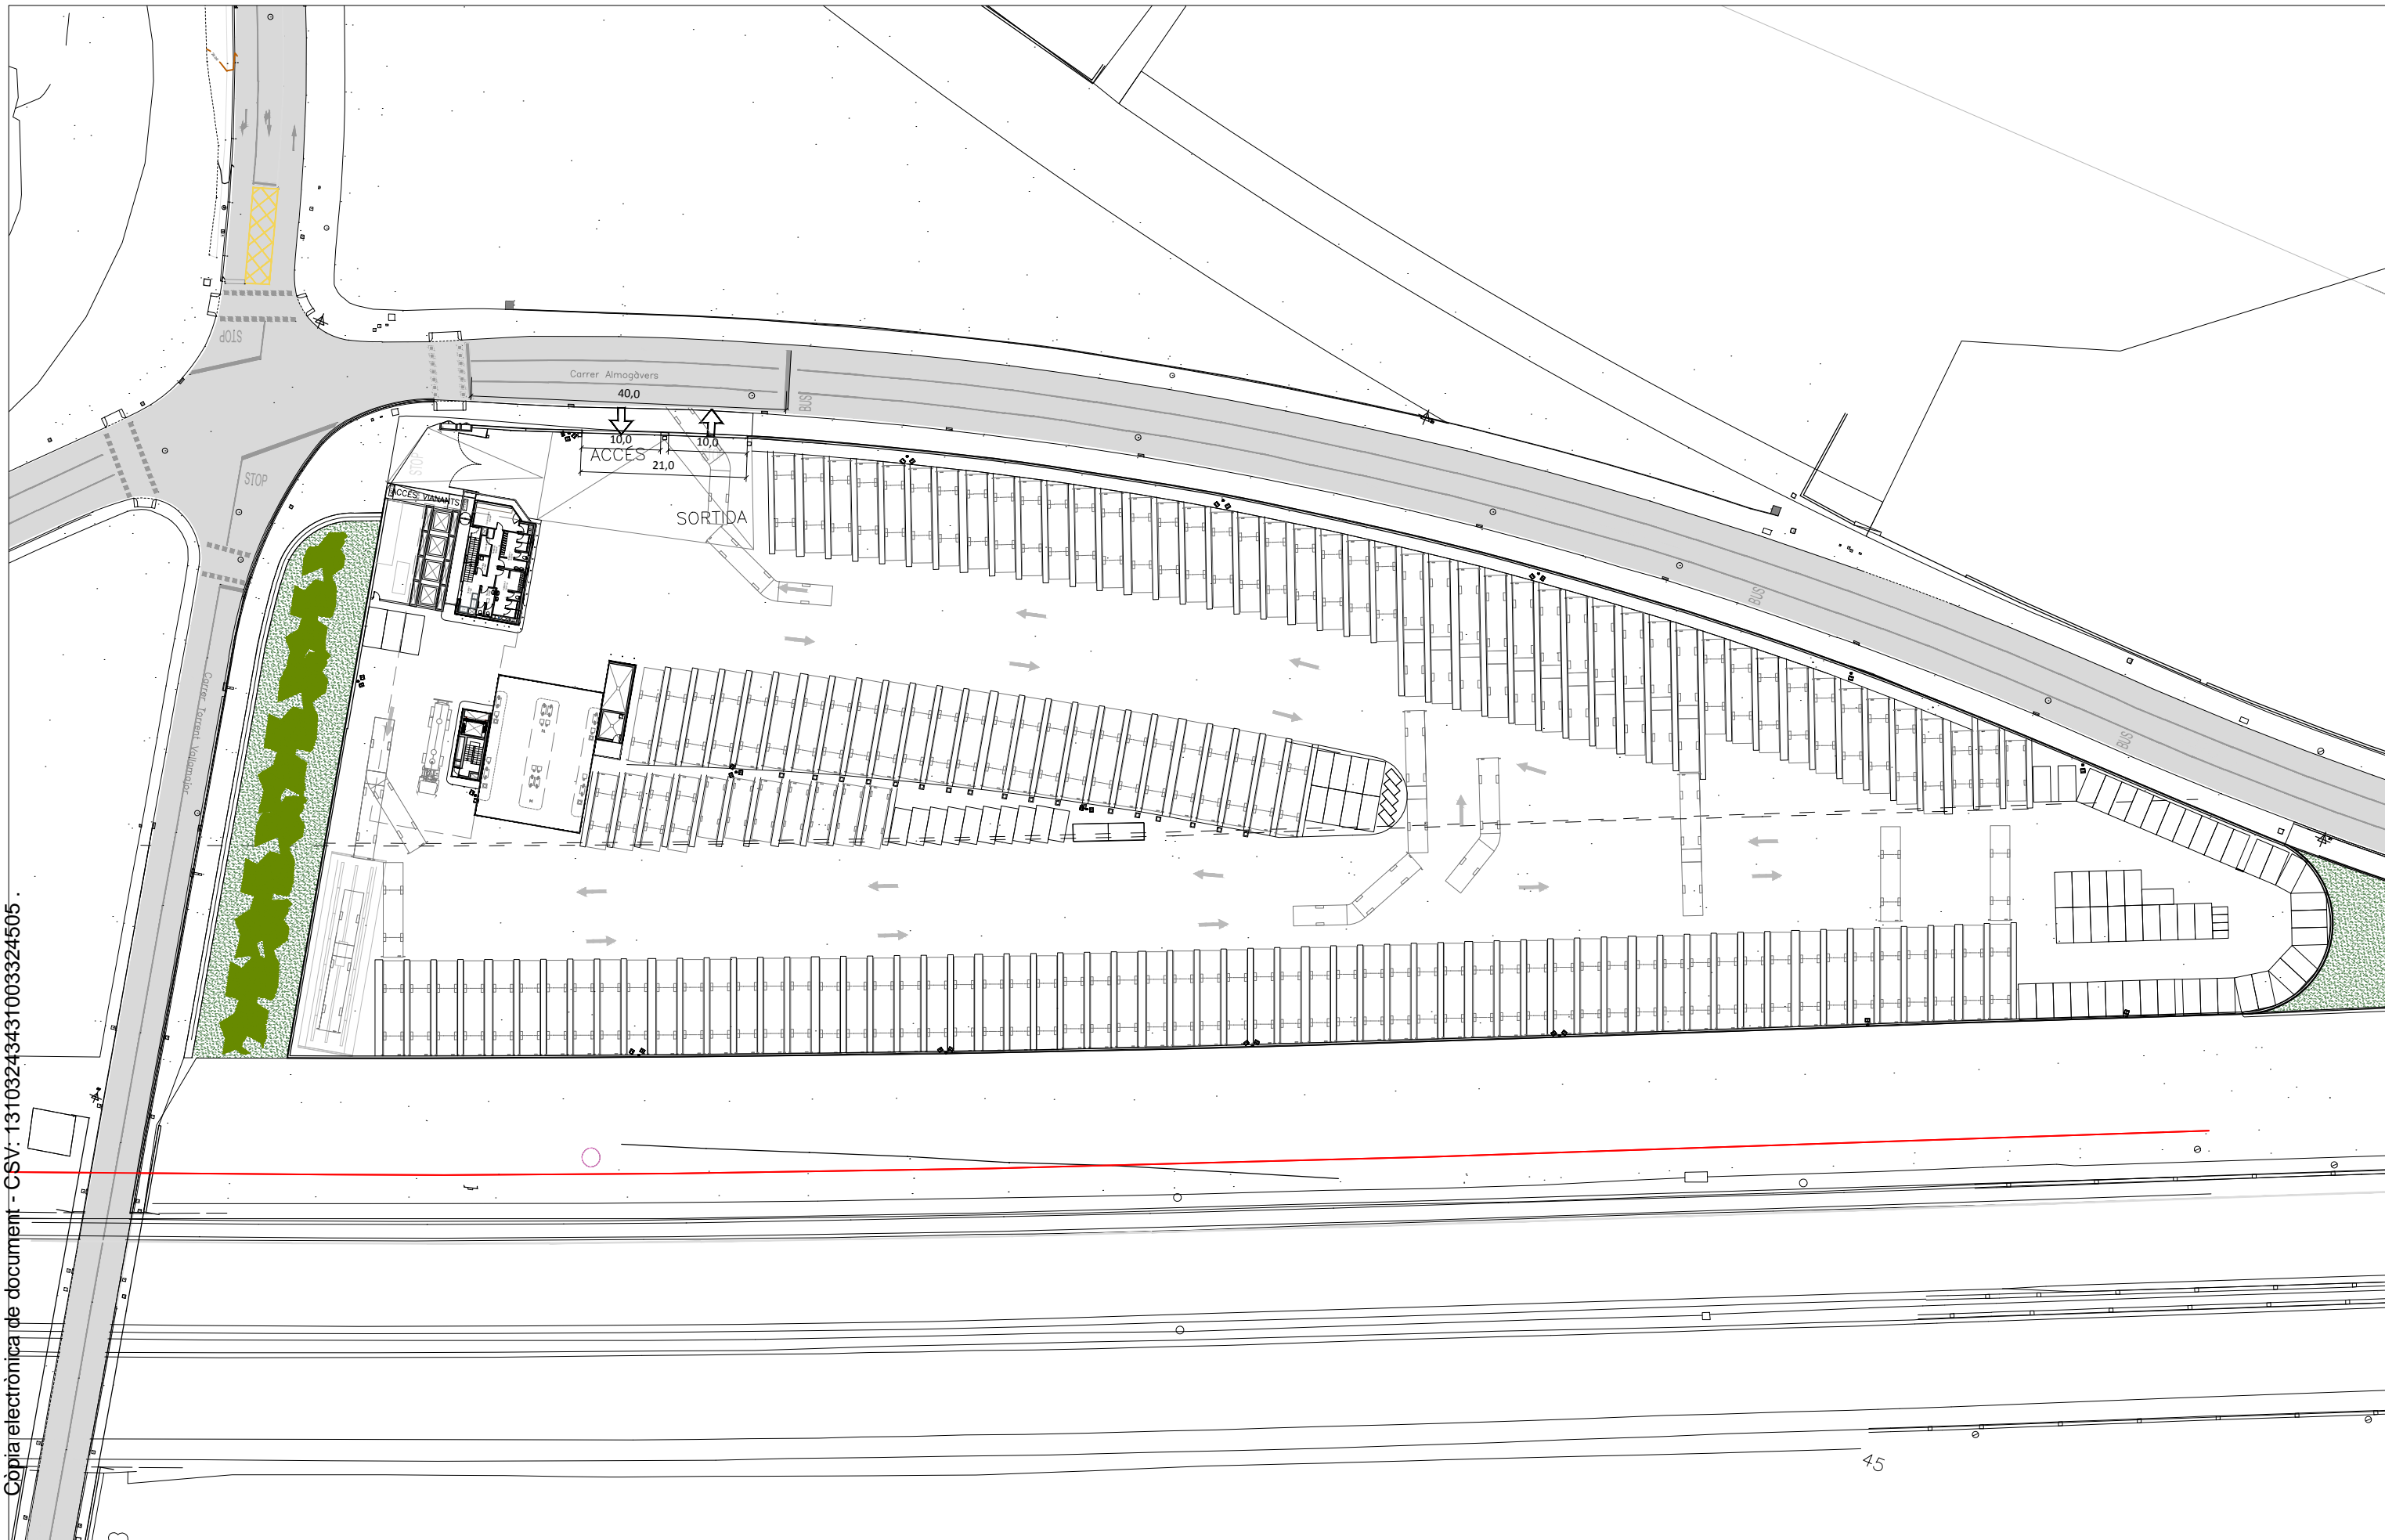 STOP
Carrer Almogàvers
40,0
BUS
10,0
10,0
ACCÉS
21,0
STOP
STOP
ACCÉS VIANANTS
SORTIDA
BUS
Carrer Torrent Vallmajor
BUS
45
Còpia electrònica de document - CSV: 13103243431003324505 .